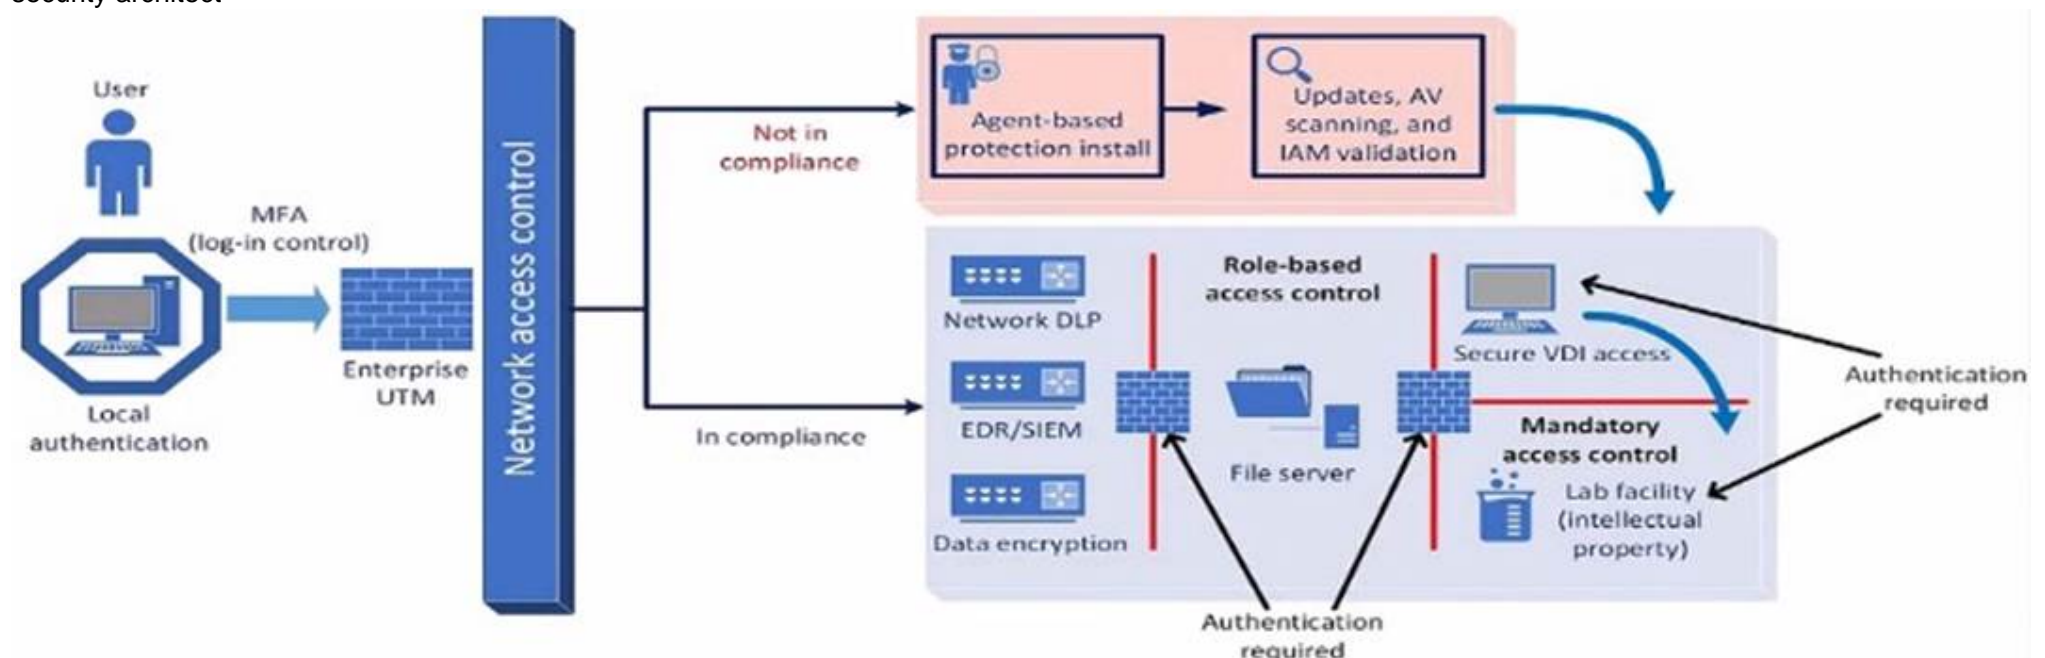 security architect
User
MFA
(log-in control)
Local
authentication
Enterprise
UTM
Network access control
Not in
compliance
In compliance
Agent-based
protection install
Updates, AV
scanning, and
IAM validation
Network DLP
EDR/SIEM
Data encryption
Role-based
access control
File server
Secure VDI access
Mandatory
access control
Lab facility
(intellectual
property)
Authentication
required
Authentication
required